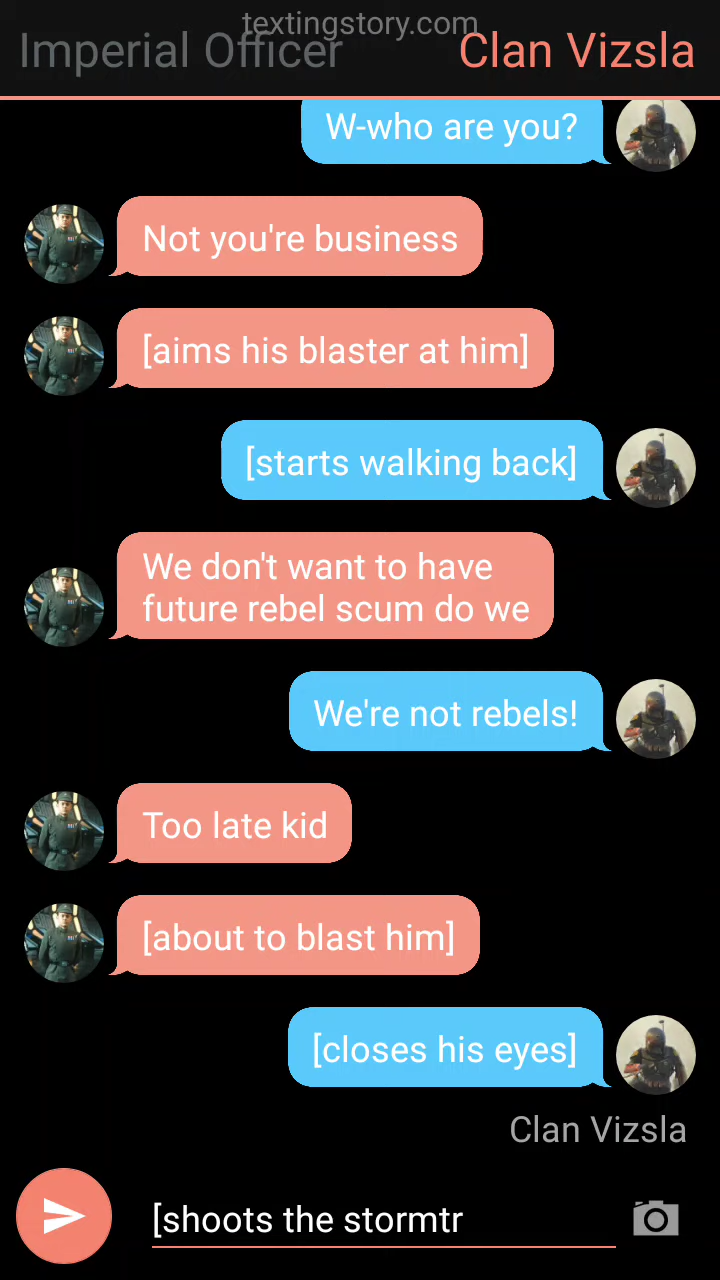 textingstory.com
Imperial Officer
Clan Vizsla
W-who are you?
Not you're business
[aims his blaster at him]
[starts walking back]
We don't want to have
future rebel scum do we
We're not rebels!
Too late kid
[about to blast him]
[closes his eyes]
Clan Vizsla
[shoots the stormtr